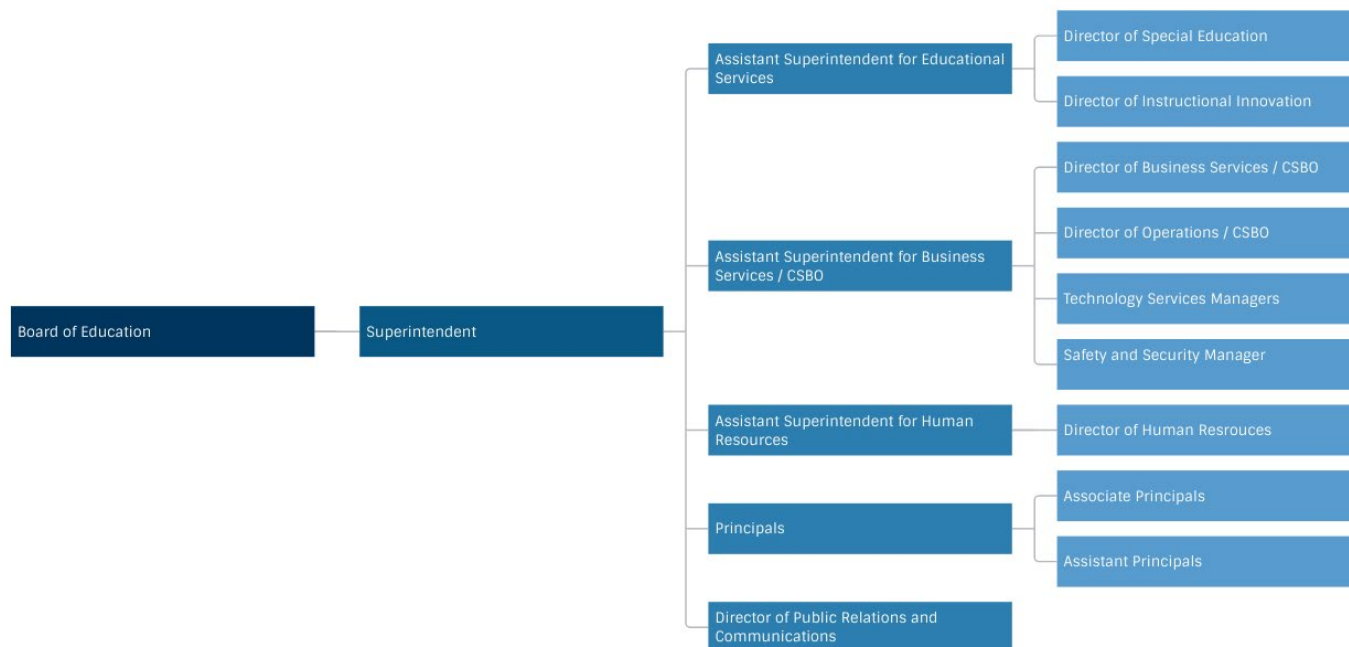 Board of Education
Superintendent
Assistant Superintendent for Educational
Services
Director of Special Education
Director of Instructional Innovation
Assistant Superintendent for Business
Services / CSBO
Director of Business Services / CSBO
Director of Operations / CSBO
Technology Services Managers
Safety and Security Manager
Assistant Superintendent for Human
Resources
Director of Human Resrouces
Principals
Associate Principals
Assistant Principals
Director of Public Relations and
Communications